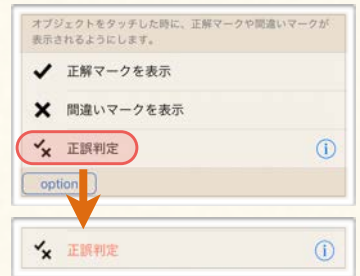 オブジェクトをタッチした時に、正解マークや間違いマークが
表示されるようにします。
正解マークを表示
間違いマークを表示
正誤判定
option
正誤判定